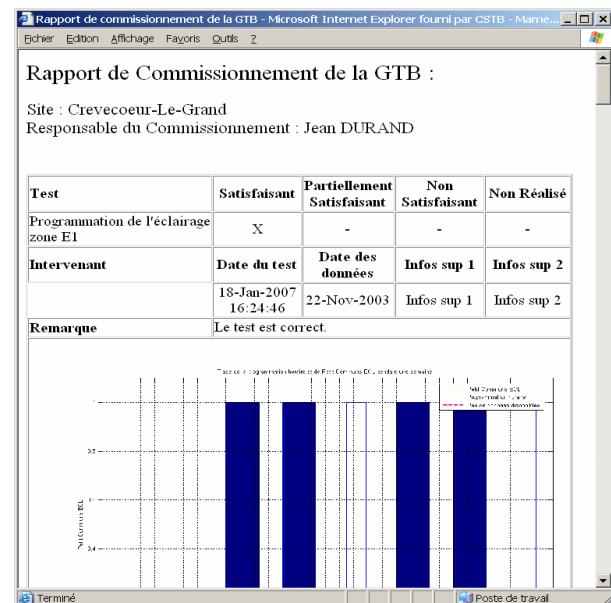 Rapport de commissionnement de la GTB - Microsoft Internet Explorer fourni par CSTB - Marne...
Fichier Edition Affichage Favoris Outils ?
Rapport de Commissionnement de la GTB :
Site : Crevecoeur-Le-Grand
Responsable du Commissionnement : Jean DURAND
Test Satisfaisant Partiellement Satisfaisant Non Satisfaisant Non Réalisé
Programmation de l'éclairage zone E1 X - - -
Intervenant Date du test Date des données Infos sup 1 Infos sup 2
18-Jan-2007 16:24:46 22-Nov-2003 Infos sup 1 Infos sup 2
Remarque Le test est correct.
Terminé Poste de travail